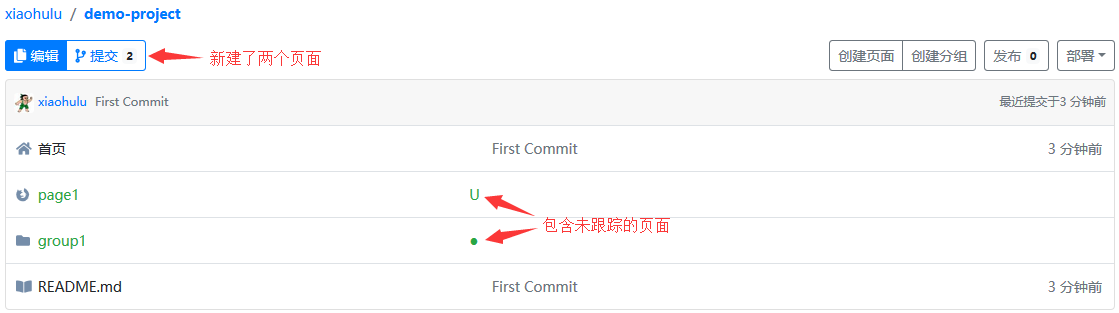 xiaohulu / demo-project
编辑 提交 2 新建了两个页面 创建页面 创建分组 发布 0 部署
xiaohulu First Commit 最近提交于3 分钟前
首页 First Commit 3 分钟前
page1 U
包含未跟踪的页面
group1 ●
README.md First Commit 3 分钟前